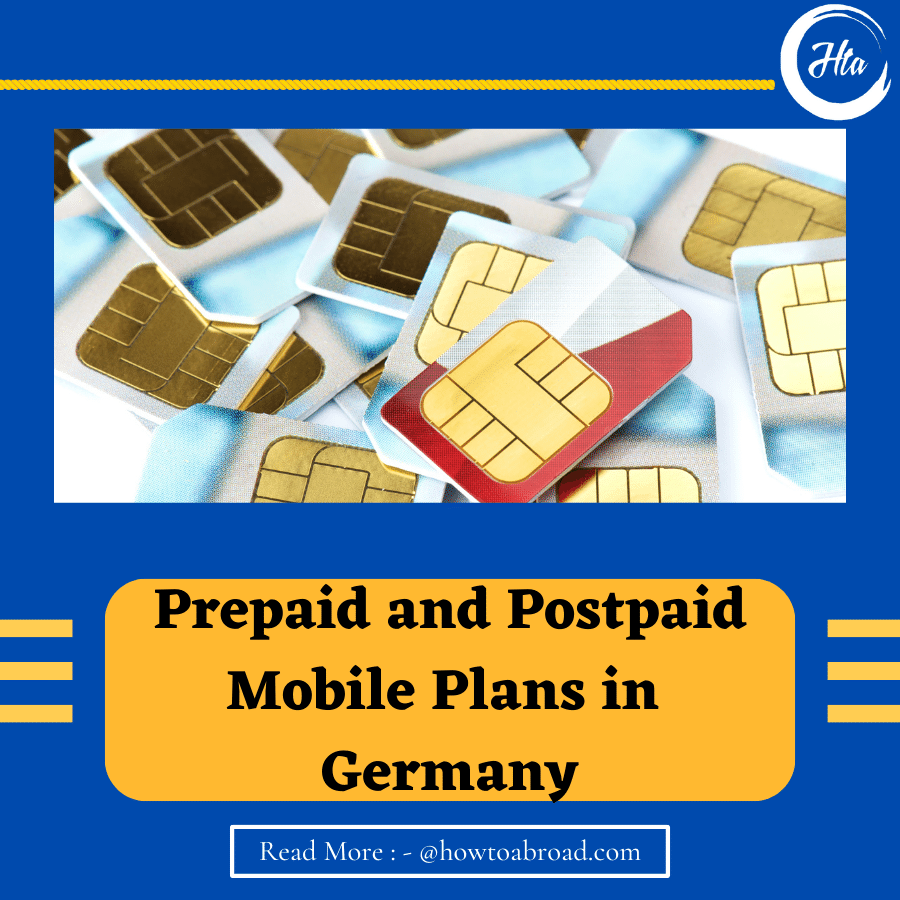 Hta
Prepaid and Postpaid
Mobile Plans in
Germany
Read More : - @howtoabroad.com